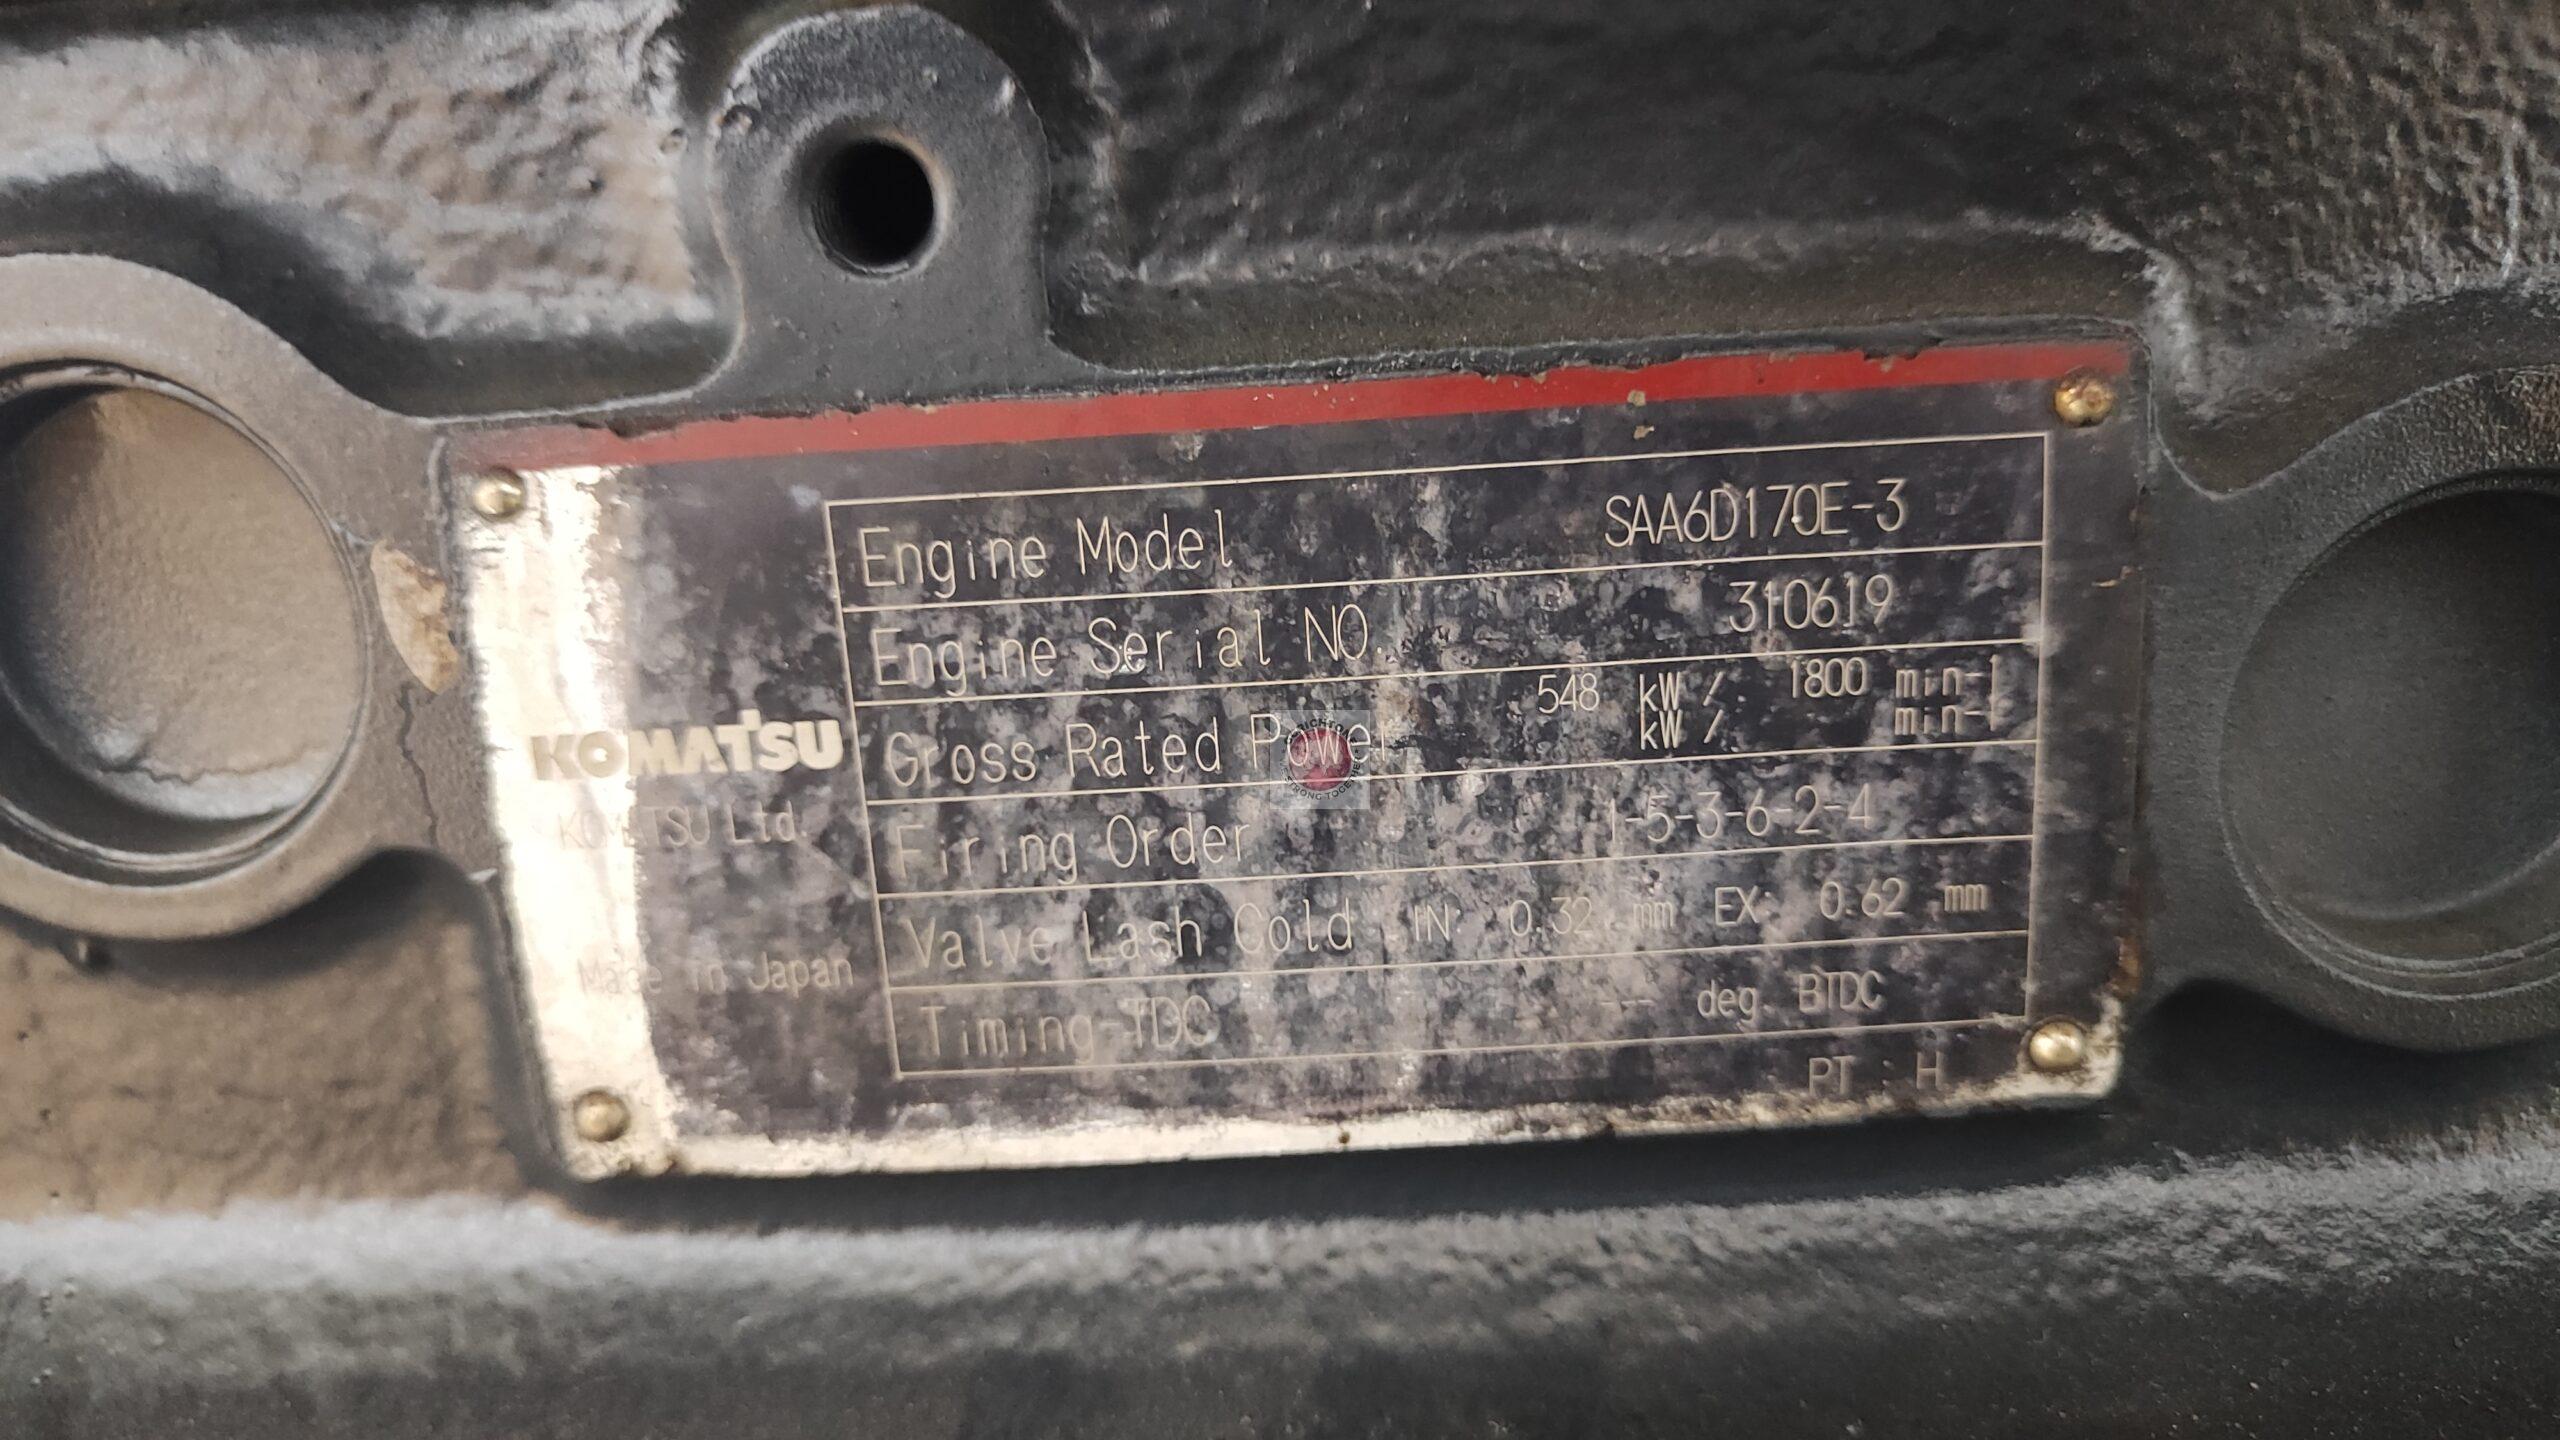 Engine Model SAA6D170E-3
Engine Serial NO. 310619
Gross Rated Power 548 kW / 1800 min-1
kW / min-1
Firing Order 1-5-3-6-2-4
Valve Lash Cold IN: 0.32 mm EX: 0.62 mm
Timing-TDC --- deg. BTDC
PT : H
KOMATSU
KOMATSU Ltd.
Made in Japan